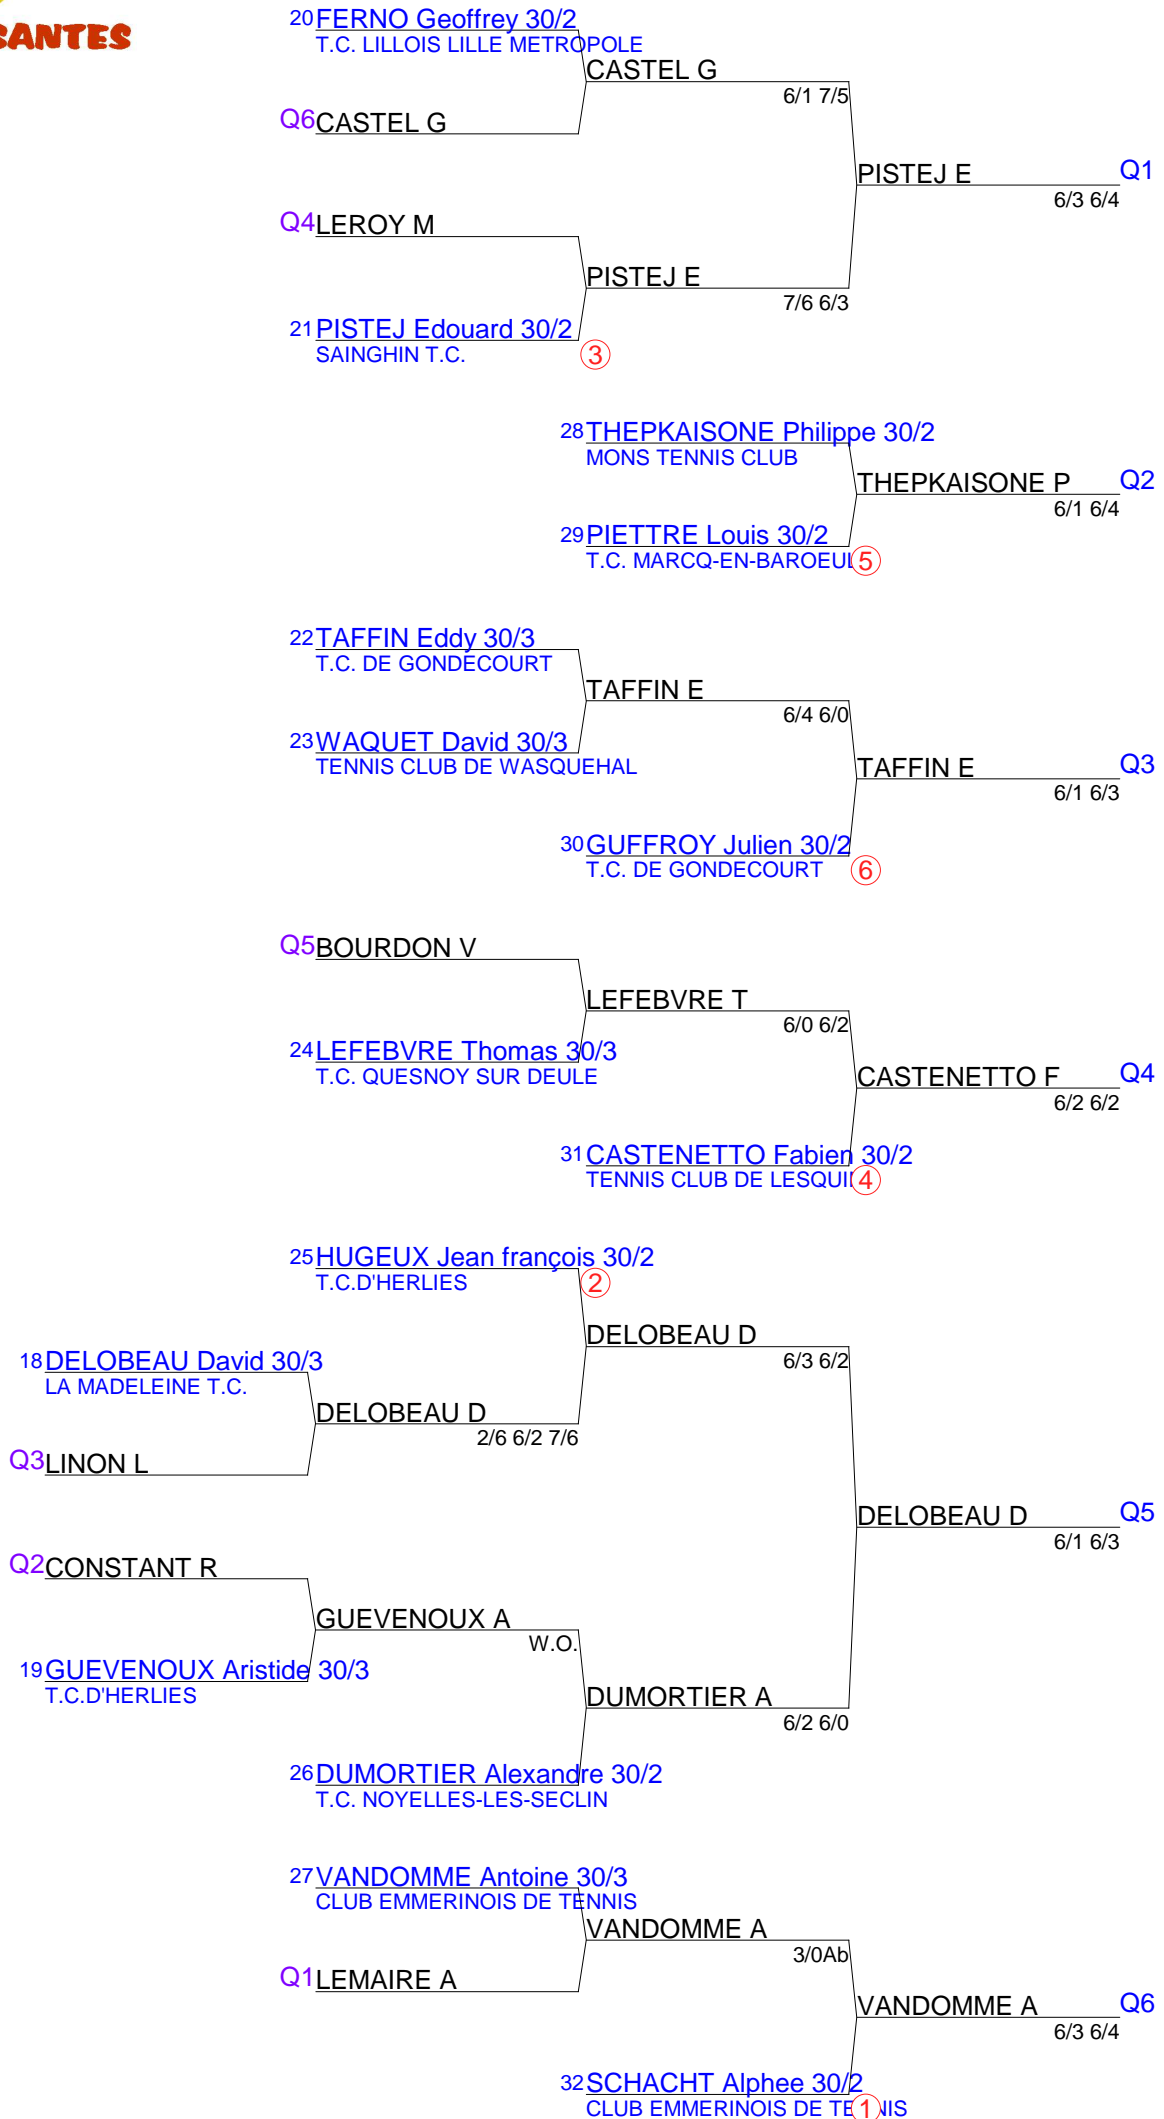 20 FERNO Geoffrey 30/2
T.C. LILLOIS LILLE METROPOLE
SANTES
CASTEL G
6/1 7/5
Q6 CASTEL G
PISTEJ E Q1
6/3 6/4
Q4 LEROY M
PISTEJ E
7/6 6/3
21 PISTEJ Edouard 30/2
SAINGHIN T.C.
3
28 THEPKAISONE Philippe 30/2
MONS TENNIS CLUB
THEPKAISONE P Q2
6/1 6/4
29 PIETTRE Louis 30/2
T.C. MARCQ-EN-BAROEUL 5
22 TAFFIN Eddy 30/3
T.C. DE GONDECOURT
TAFFIN E
6/4 6/0
23 WAQUET David 30/3
TENNIS CLUB DE WASQUEHAL
TAFFIN E Q3
6/1 6/3
30 GUFFROY Julien 30/2
T.C. DE GONDECOURT 6
Q5 BOURDON V
LEFEBVRE T
6/0 6/2
24 LEFEBVRE Thomas 30/3
T.C. QUESNOY SUR DEULE
CASTENETTO F Q4
6/2 6/2
31 CASTENETTO Fabien 30/2
TENNIS CLUB DE 4
25 HUGEUX Jean françois 30/2
T.C.D'HERLIES 2
DELOBEAU D
6/3 6/2
18 DELOBEAU David 30/3
LA MADELEINE T.C.
DELOBEAU D
2/6 6/2 7/6
Q3 LINON L
DELOBEAU D Q5
6/1 6/3
Q2 CONSTANT R
GUEVENOUX A
W.O.
19 GUEVENOUX Aristide 30/3
T.C.D'HERLIES
DUMORTIER A
6/2 6/0
26 DUMORTIER Alexandre 30/2
T.C. NOYELLES-LES-SECLIN
27 VANDOMME Antoine 30/3
CLUB EMMERINOIS DE TENNIS
VANDOMME A
3/0Ab
Q1 LEMAIRE A
VANDOMME A Q6
6/3 6/4
32 SCHACHT Alphee 30/2
CLUB EMMERINOIS DE TENNIS 1